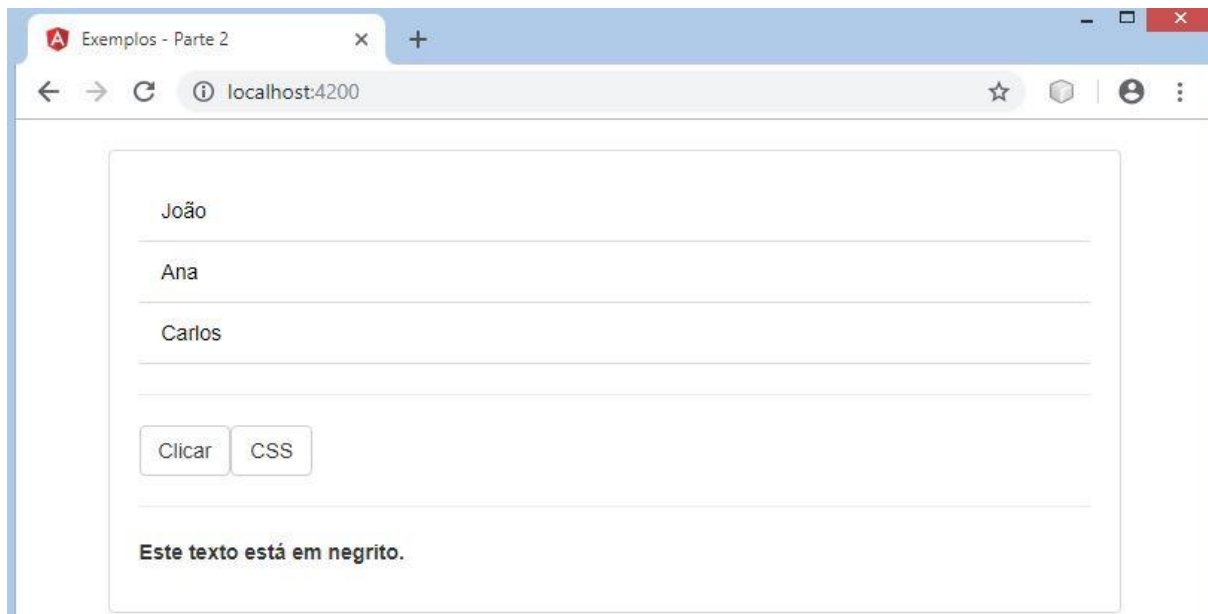 Exemplos - Parte 2
localhost:4200
João
Ana
Carlos
Clicar CSS
Este texto está em negrito.